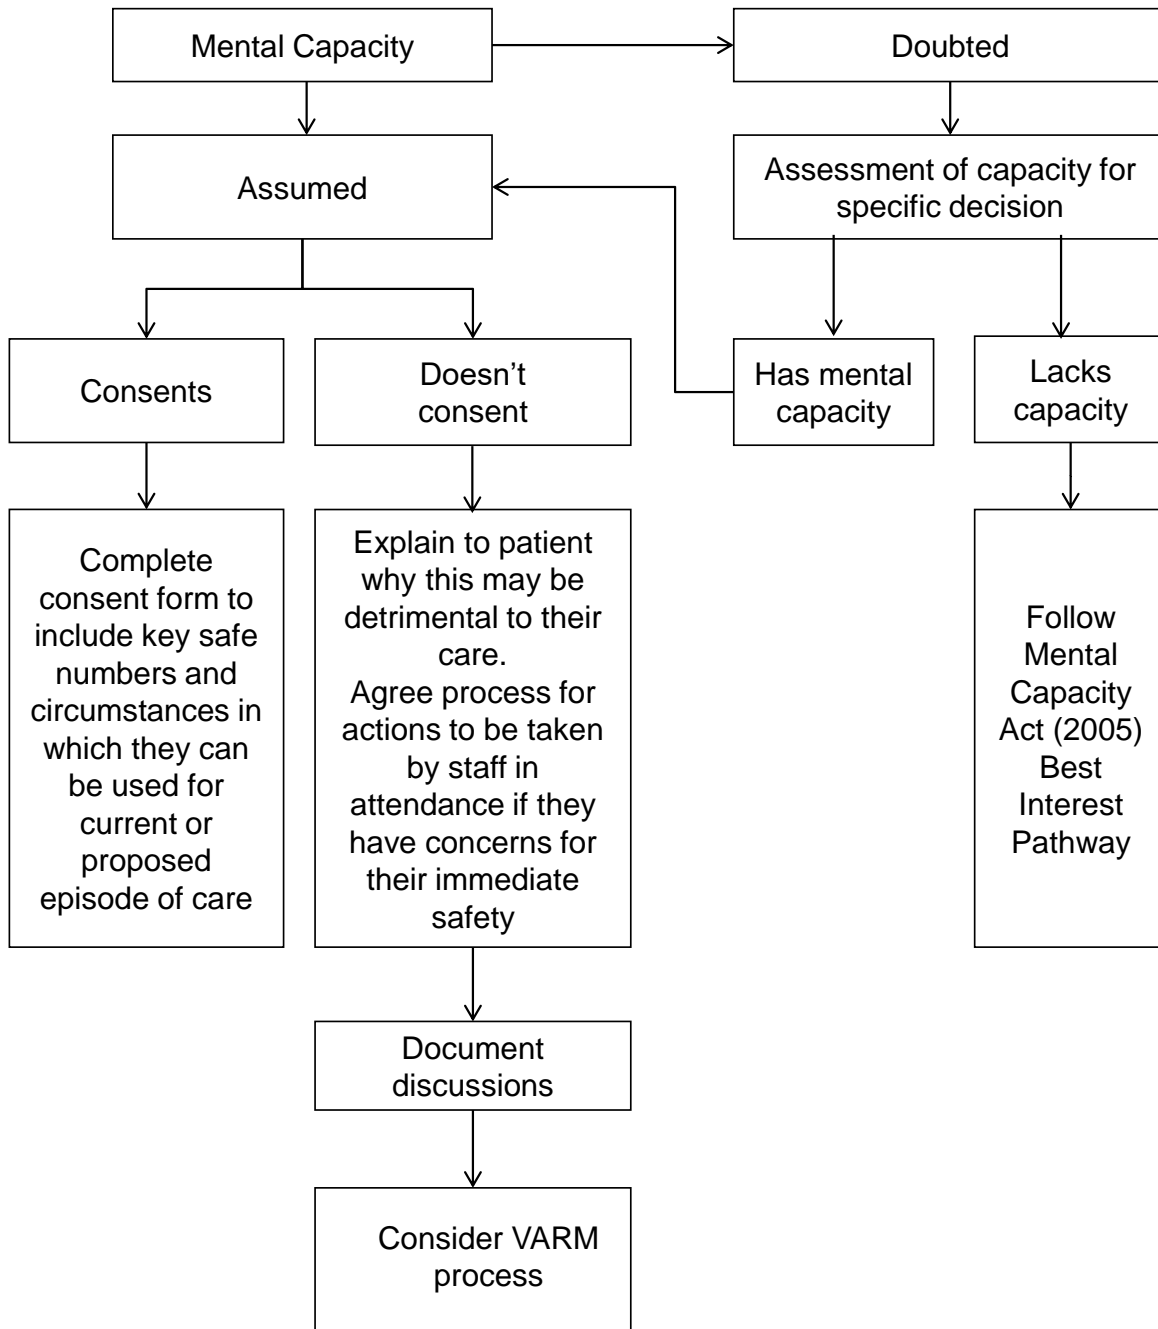 Mental Capacity
Doubted
Assumed
Assessment of capacity for
specific decision
Consents
Doesn't
consent
Has mental
capacity
Lacks
capacity
Complete
consent form to
include key safe
numbers and
circumstances in
which they can
be used for
current or
proposed
episode of care
Explain to patient
why this may be
detrimental to their
care.
Agree process for
actions to be taken
by staff in
attendance if they
have concerns for
their immediate
safety
Follow
Mental
Capacity
Act (2005)
Best
Interest
Pathway
Document
discussions
Consider VARM
process